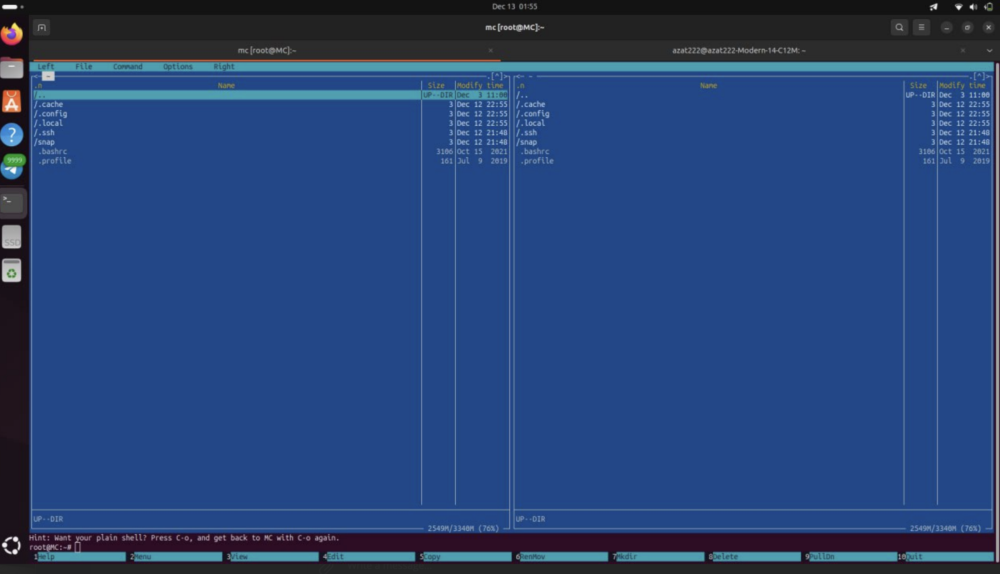 Dec 13 01:55
mc [root@MC]:~
mc [root@MC]:~ × azat222@azat222-Modern-14-C12M: ~ ×
Left File Command Options Right
<- ~ .[^]> <- ~ .[^]>
.n Name Size Modify time .n Name Size Modify time
/.. UP--DIR Dec 3 11:00 /.. UP--DIR Dec 3 11:00
/.cache 3 Dec 12 22:55 /.cache 3 Dec 12 22:55
/.config 3 Dec 12 22:55 /.config 3 Dec 12 22:55
/.local 3 Dec 12 22:55 /.local 3 Dec 12 22:55
/.ssh 3 Dec 12 21:48 /.ssh 3 Dec 12 21:48
/snap 3 Dec 12 21:48 /snap 3 Dec 12 21:48
.bashrc 3106 Oct 15 2021 .bashrc 3106 Oct 15 2021
.profile 161 Jul 9 2019 .profile 161 Jul 9 2019
9999
>_
SSD
UP--DIR UP--DIR
2549M/3340M (76%) 2549M/3340M (76%)
Hint: Want your plain shell? Press C-o, and get back to MC with C-o again.
root@MC:~#
1Help 2Menu 3View 4Edit 5Copy 6RenMov 7Mkdir 8Delete 9PullDn 10Quit
Write a message...